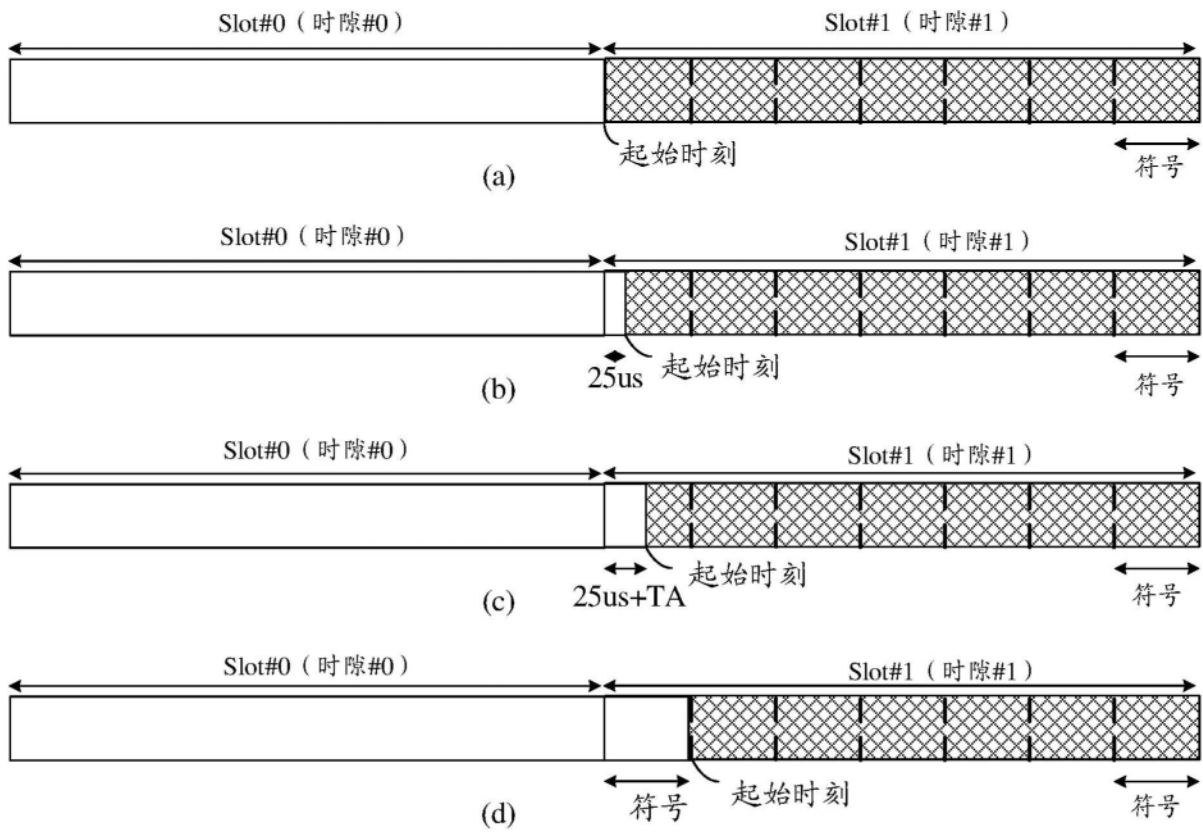 Slot#0（时隙#0） Slot#1（时隙#1）
起始时刻 符号
(a)
Slot#0（时隙#0） Slot#1（时隙#1）
25us 起始时刻 符号
(b)
Slot#0（时隙#0） Slot#1（时隙#1）
25us+TA 起始时刻 符号
(c)
Slot#0（时隙#0） Slot#1（时隙#1）
符号 起始时刻 符号
(d)